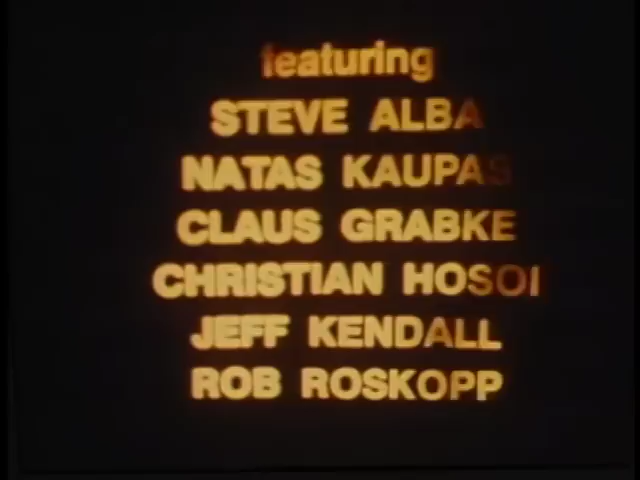 featuring
STEVE ALBA
NATAS KAUPAS
CLAUS GRABKE
CHRISTIAN HOSOI
JEFF KENDALL
ROB ROSKOPP